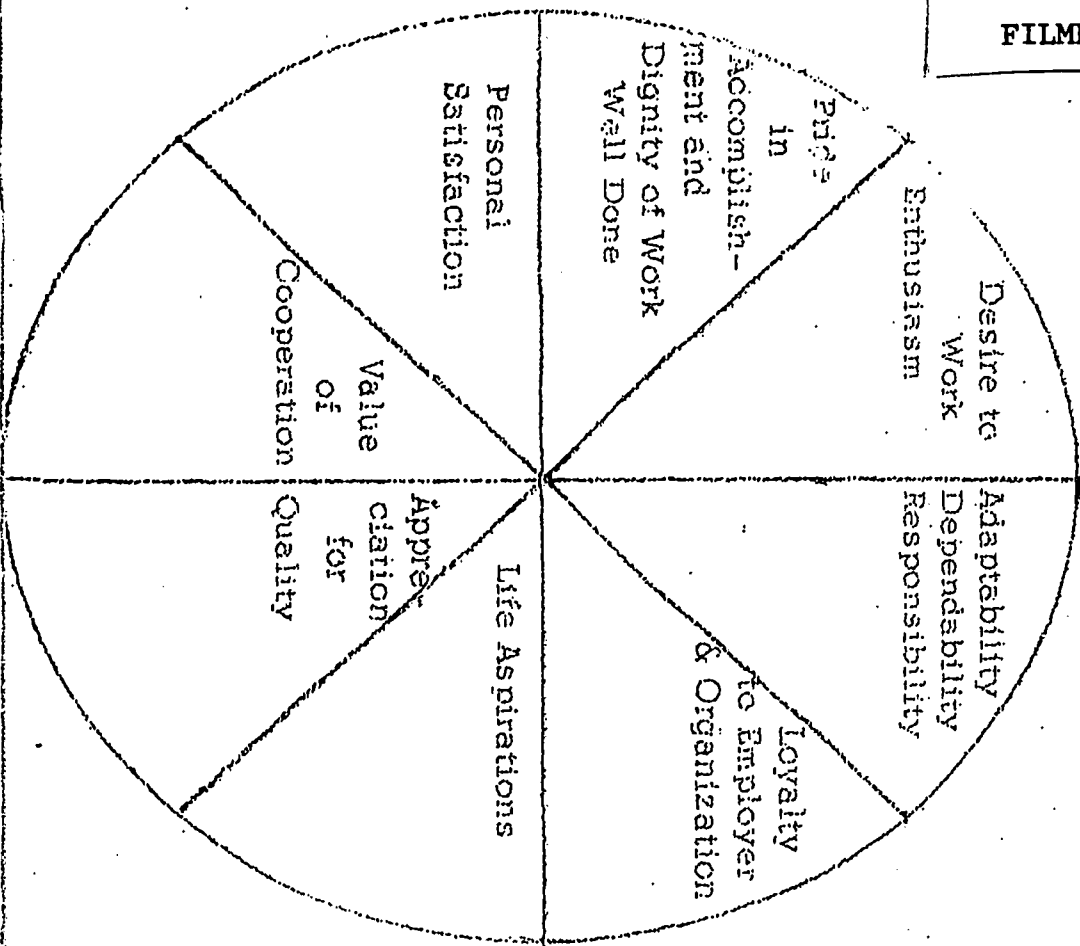 Desire to
Work
Enthusiasm
Adaptability
Dependability
Responsibility
Pride
in
Accomplish-
ment and
Dignity of Work
Well Done
Loyalty
to Employer
& Organization
Personal
Satisfaction
Life Aspirations
Value
of
Cooperation
Appre-
ciation
for
Quality